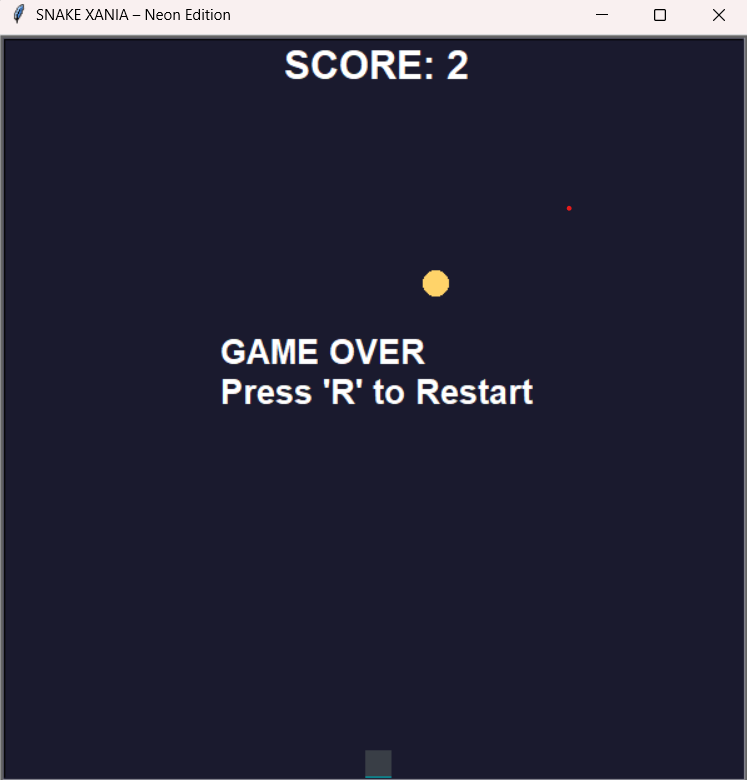 SNAKE XANIA – Neon Edition
SCORE: 2
GAME OVER
Press 'R' to Restart